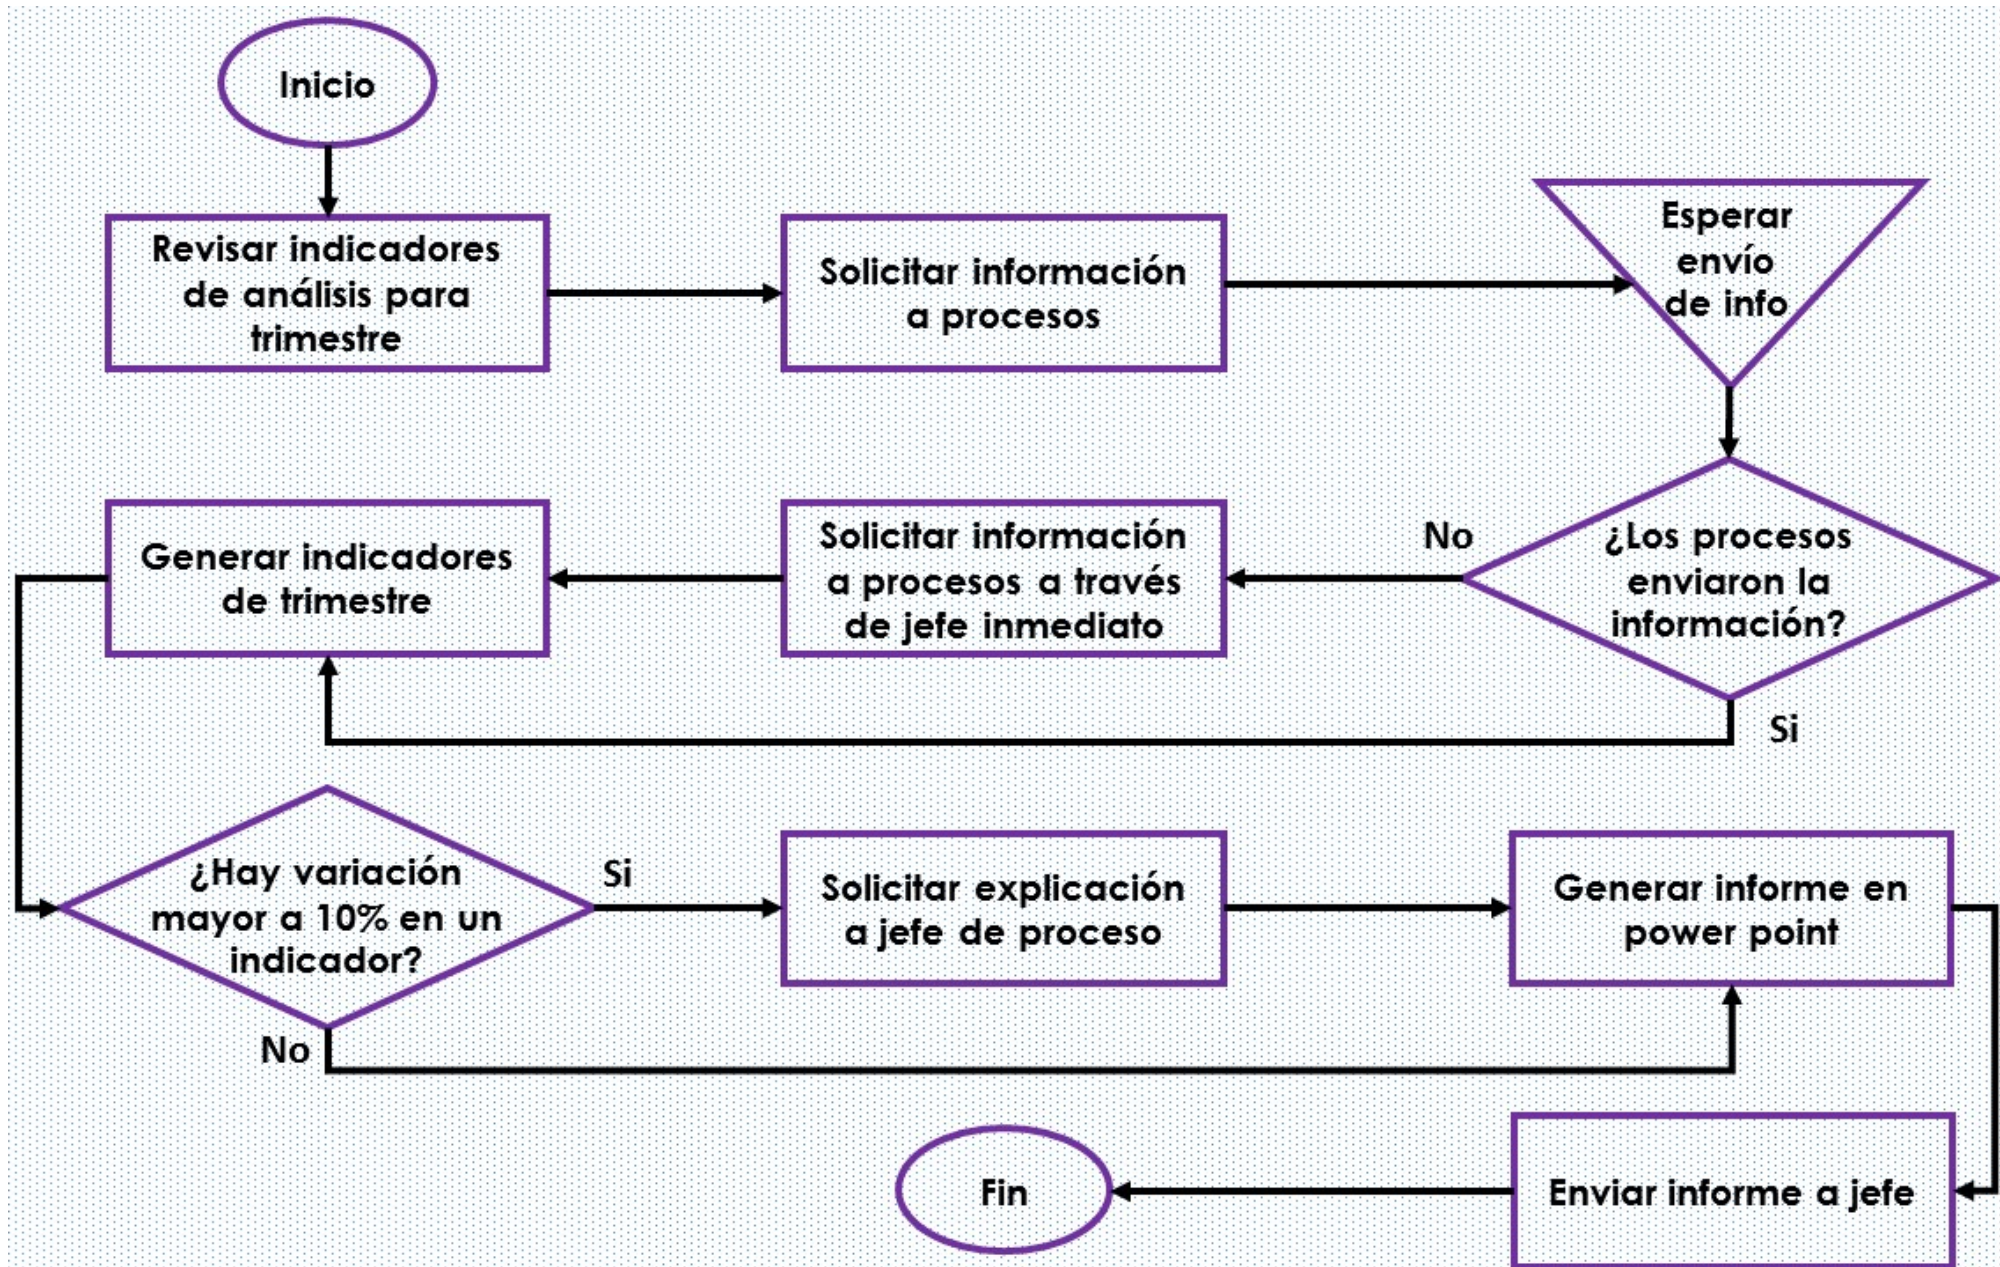 Inicio
Revisar indicadores
de análisis para
trimestre
Solicitar información
a procesos
Esperar
envío
de info
¿Los procesos
enviaron la
información?
No
Si
Solicitar información
a procesos a través
de jefe inmediato
Generar indicadores
de trimestre
¿Hay variación
mayor a 10% en un
indicador?
Si
No
Solicitar explicación
a jefe de proceso
Generar informe en
power point
Enviar informe a jefe
Fin